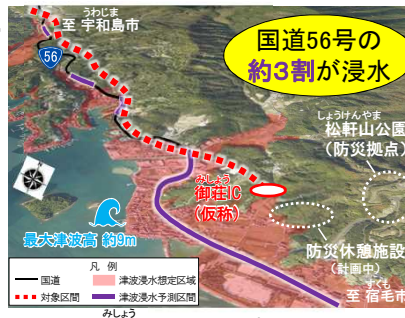 うわじま
至 宇和島市
56
国道56号の
約3割が浸水
しょうけんやま
松軒山公園
(防災拠点)
みしょう
御荘IC
(仮称)
最大津波高 約9m
防災休憩施設
(計画中)
すくも
至 宿毛市
凡 例
国道
津波浸水想定区域
対象区間
津波浸水予測区間
みしょう